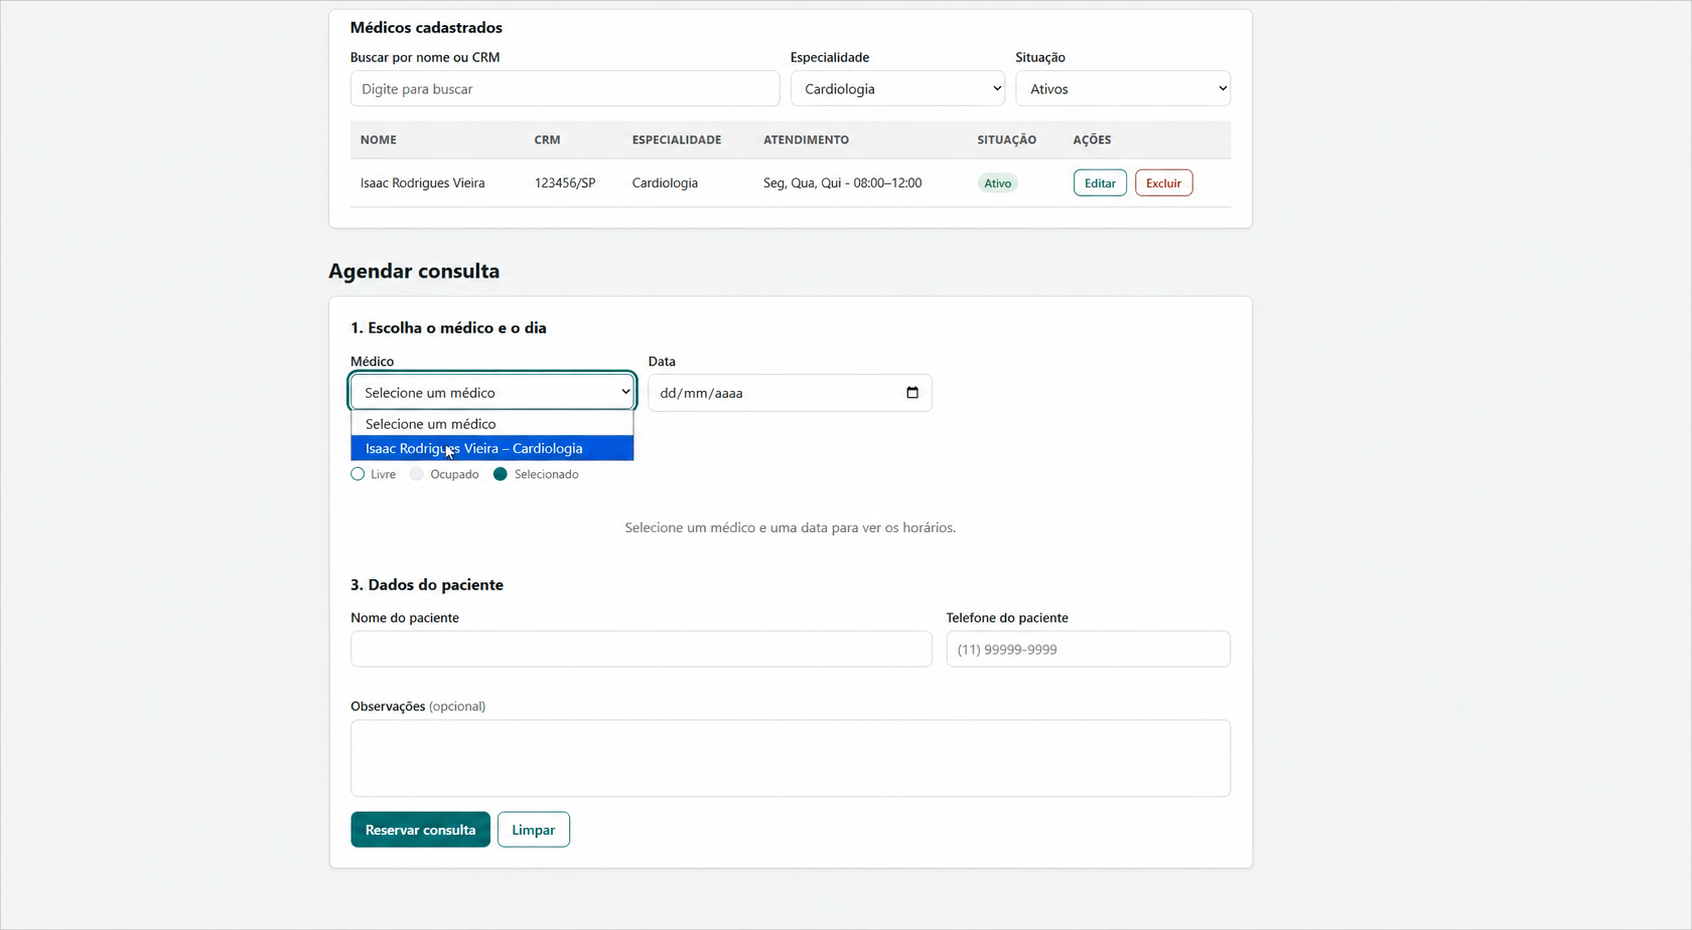 Médicos cadastrados
Buscar por nome ou CRM Especialidade Situação
Digite para buscar Cardiologia Ativos
NOME CRM ESPECIALIDADE ATENDIMENTO SITUAÇÃO AÇÕES
Isaac Rodrigues Vieira 123456/SP Cardiologia Seg, Qua, Qui - 08:00–12:00 Ativo Editar Excluir
Agendar consulta
1. Escolha o médico e o dia
Médico Data
Selecione um médico dd/mm/aaaa
Selecione um médico
Isaac Rodrigues Vieira – Cardiologia
Livre Ocupado Selecionado
Selecione um médico e uma data para ver os horários.
3. Dados do paciente
Nome do paciente Telefone do paciente
(11) 99999-9999
Observações (opcional)
Reservar consulta Limpar